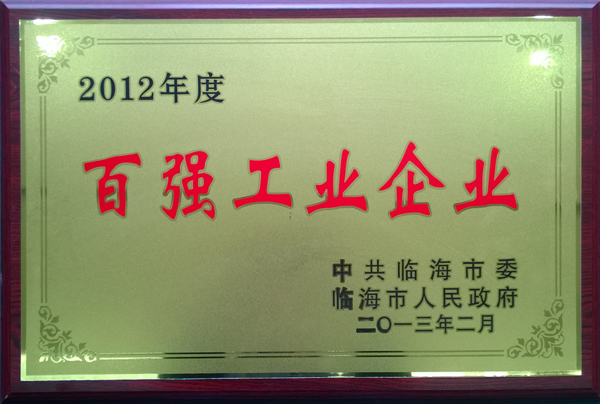 2012年度
百强工业企业
中共临海市委
临海市人民政府
二〇一三年二月